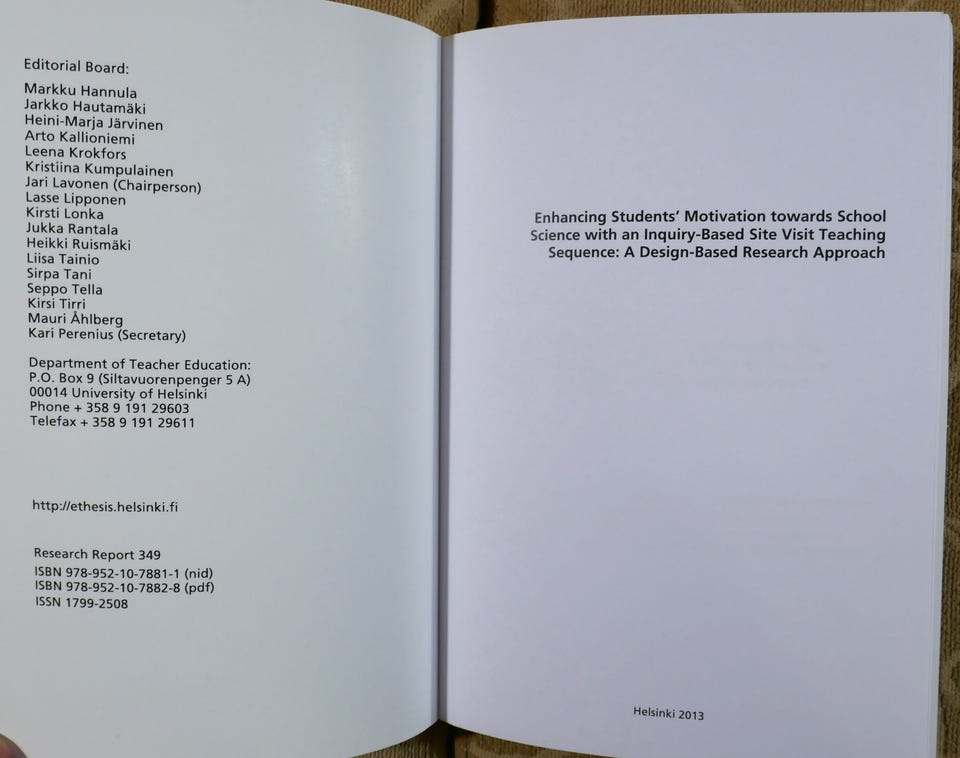 Editorial Board:
Markku Hannula
Jarkko Hautamäki
Heini-Marja Järvinen
Arto Kallioniemi
Leena Krokfors
Kristiina Kumpulainen
Jari Lavonen (Chairperson)
Lasse Lipponen
Kirsti Lonka
Jukka Rantala
Heikki Ruismäki
Liisa Tainio
Sirpa Tani
Seppo Tella
Kirsi Tirri
Mauri Åhlberg
Kari Perenius (Secretary)
Department of Teacher Education:
P.O. Box 9 (Siltavuorenpenger 5 A)
00014 University of Helsinki
Phone + 358 9 191 29603
Telefax + 358 9 191 29611
http://ethesis.helsinki.fi
Research Report 349
ISBN 978-952-10-7881-1 (nid)
ISBN 978-952-10-7882-8 (pdf)
ISSN 1799-2508
Enhancing Students’ Motivation towards School
Science with an Inquiry-Based Site Visit Teaching
Sequence: A Design-Based Research Approach
Helsinki 2013